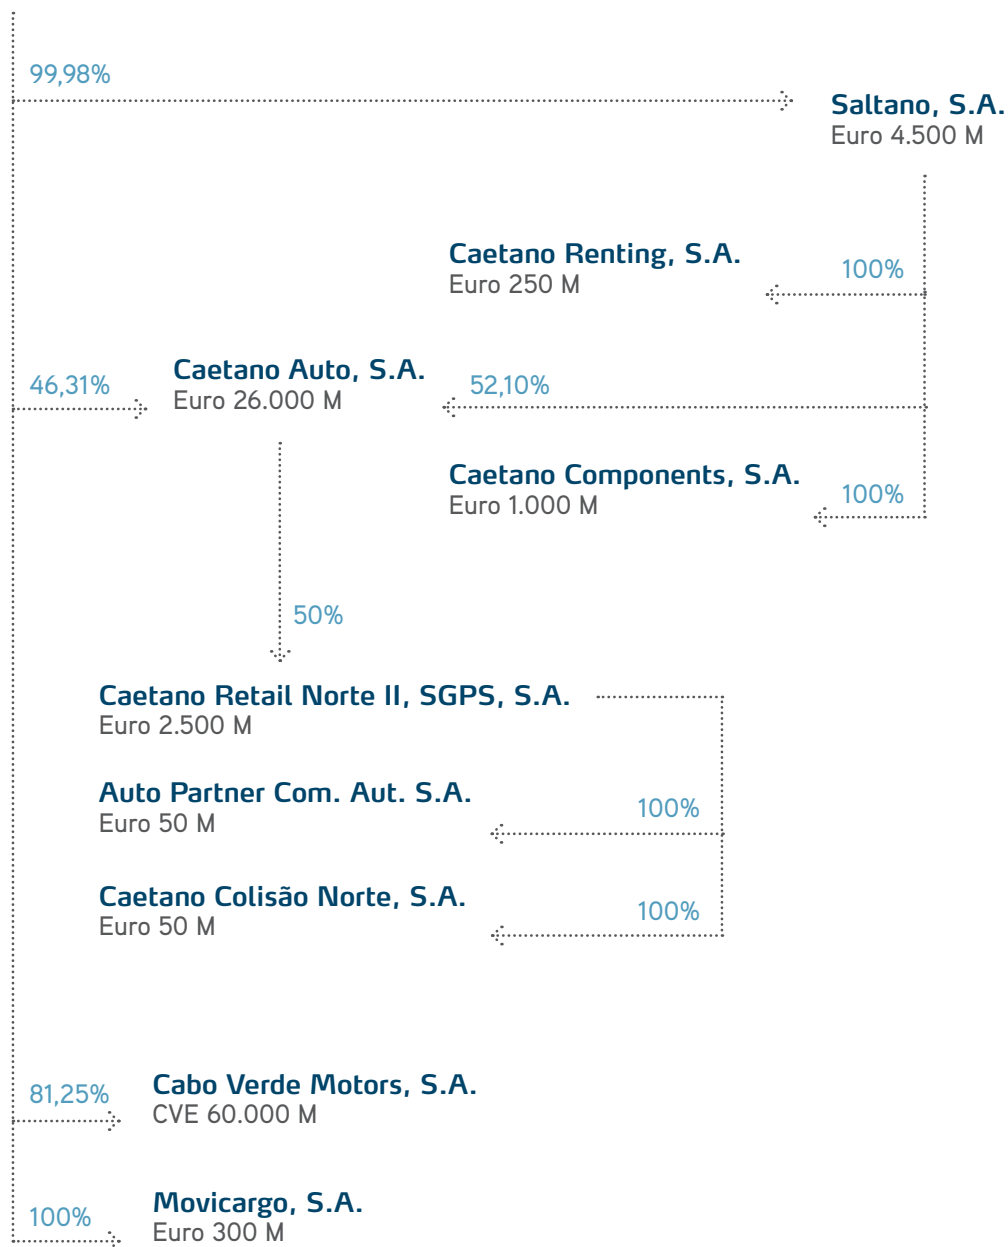 99,98%
Saltano, S.A.
Euro 4.500 M
Caetano Renting, S.A.
Euro 250 M
100%
46,31%
Caetano Auto, S.A.
Euro 26.000 M
52,10%
Caetano Components, S.A.
Euro 1.000 M
100%
50%
Caetano Retail Norte II, SGPS, S.A.
Euro 2.500 M
Auto Partner Com. Aut. S.A.
Euro 50 M
100%
Caetano Colisão Norte, S.A.
Euro 50 M
100%
81,25%
Cabo Verde Motors, S.A.
CVE 60.000 M
100%
Movicargo, S.A.
Euro 300 M